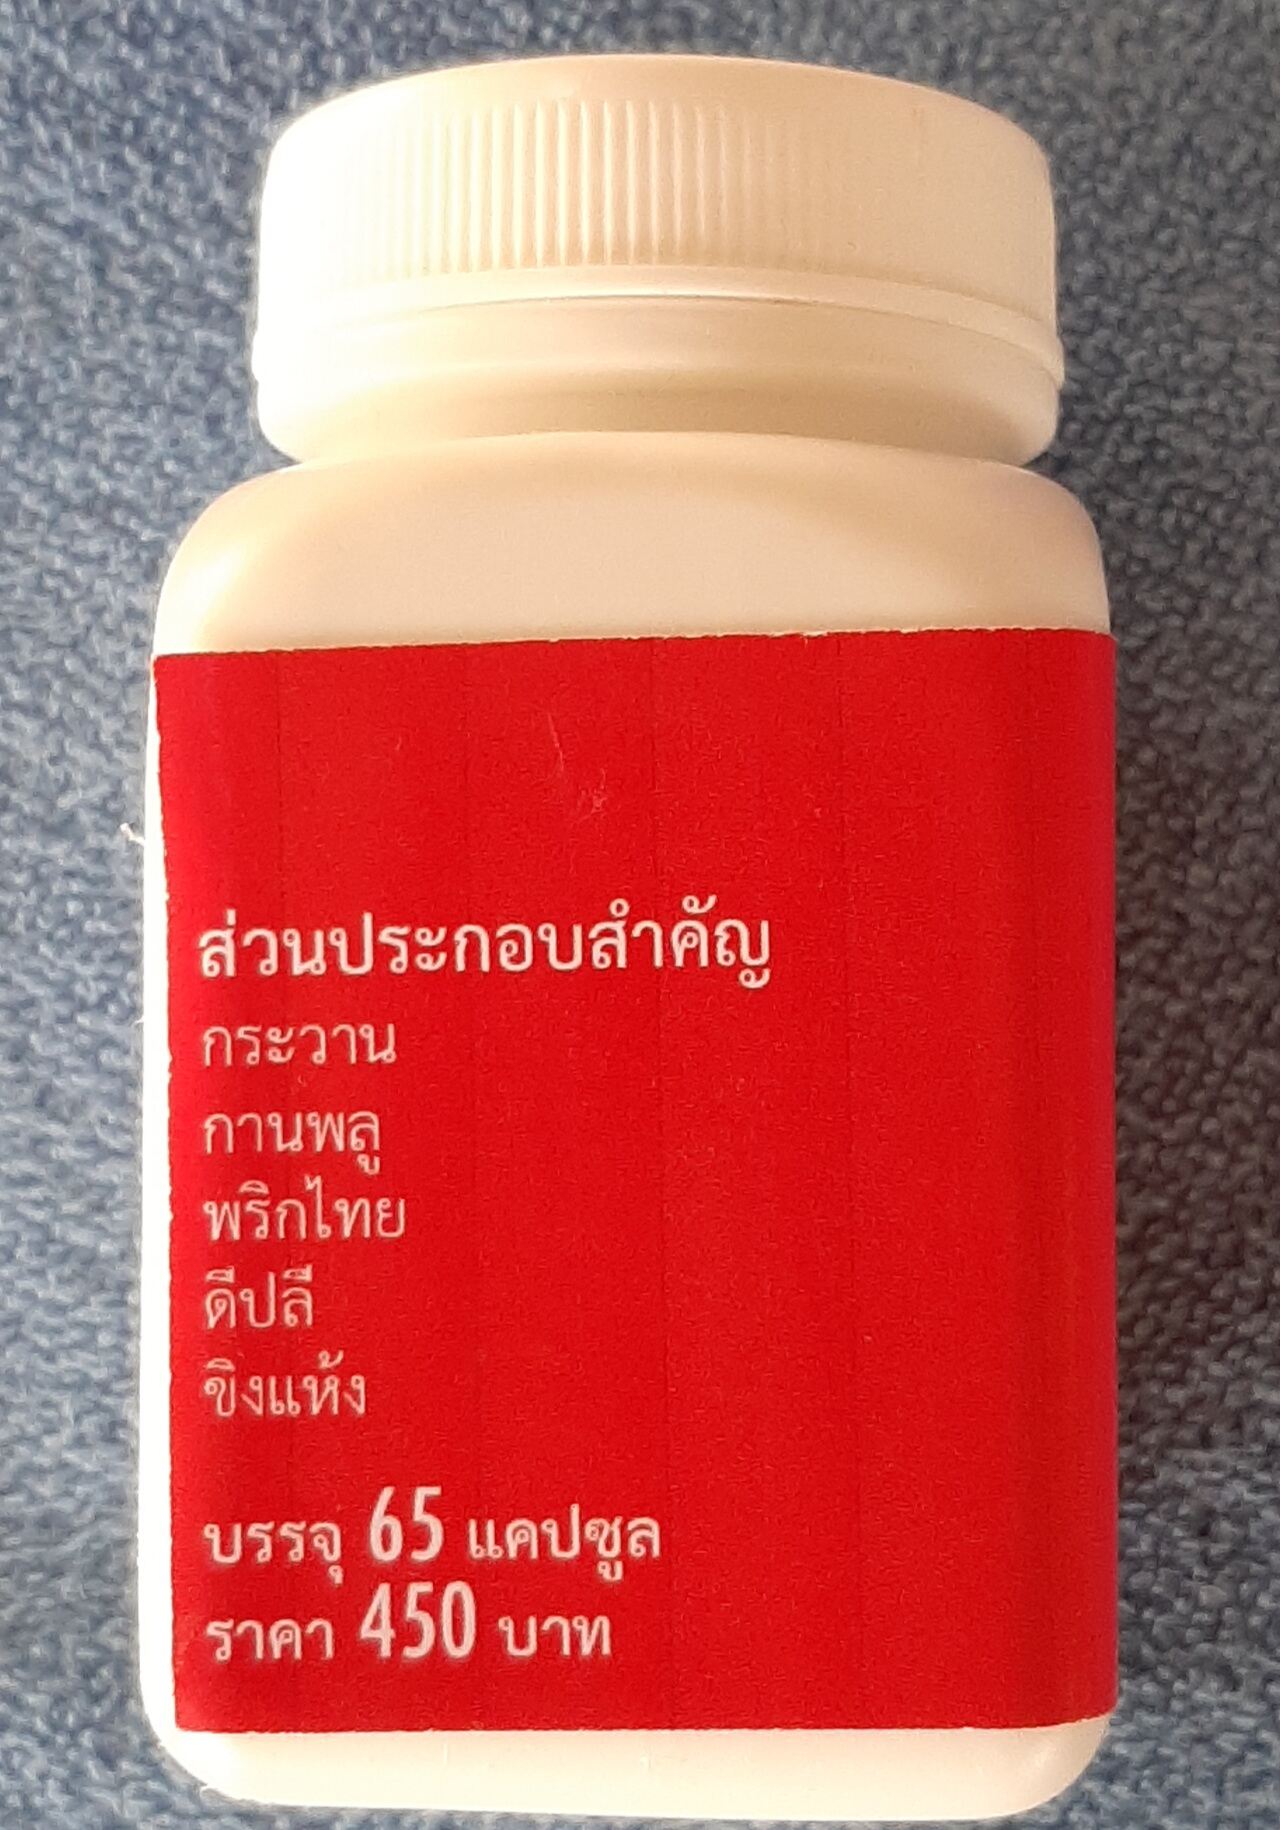 ส่วนประกอบสำคัญ
กระวาน
กานพลู
พริกไทย
ดีปลี
ขิงแห้ง
บรรจุ 65 แคปซูล
ราคา 450 บาท